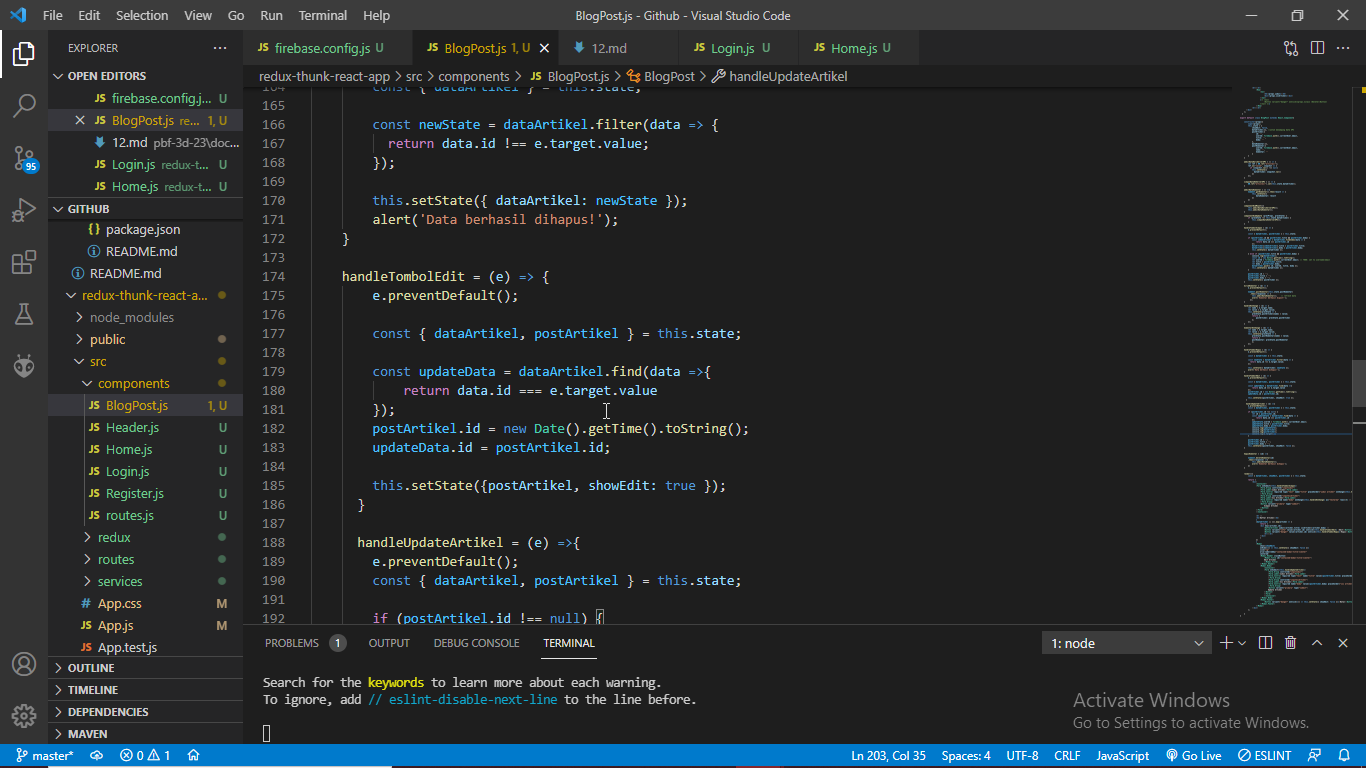 File Edit Selection View Go Run Terminal Help BlogPost.js - Github - Visual Studio Code
EXPLORER
OPEN EDITORS
JS firebase.config.j... U
JS BlogPost.js re... 1, U
12.md pbf-3d-23\doc...
JS Login.js redux-t... U
JS Home.js redux-t... U
GITHUB
{} package.json
README.md
README.md
redux-thunk-react-a...
node_modules
public
src
components
JS BlogPost.js 1, U
JS Header.js U
JS Home.js U
JS Login.js U
JS Register.js U
JS routes.js U
redux
routes
services
# App.css M
JS App.js M
JS App.test.js
OUTLINE
TIMELINE
DEPENDENCIES
MAVEN
95
JS firebase.config.js U JS BlogPost.js 1, U 12.md JS Login.js U JS Home.js U
redux-thunk-react-app > src > components > JS BlogPost.js > BlogPost > handleUpdateArtikel
164 const { dataArtikel } = this.state;
165
166 const newState = dataArtikel.filter(data => {
167 return data.id !== e.target.value;
168 });
169
170 this.setState({ dataArtikel: newState });
171 alert('Data berhasil dihapus!');
172 }
173
174 handleTombolEdit = (e) => {
175 e.preventDefault();
176
177 const { dataArtikel, postArtikel } = this.state;
178
179 const updateData = dataArtikel.find(data =>{
180 return data.id === e.target.value
181 });
182 postArtikel.id = new Date().getTime().toString();
183 updateData.id = postArtikel.id;
184
185 this.setState({postArtikel, showEdit: true });
186 }
187
188 handleUpdateArtikel = (e) =>{
189 e.preventDefault();
190 const { dataArtikel, postArtikel } = this.state;
191
192 if (postArtikel.id !== null) {
PROBLEMS 1 OUTPUT DEBUG CONSOLE TERMINAL 1: node
Search for the keywords to learn more about each warning.
To ignore, add // eslint-disable-next-line to the line before.
Activate Windows
Go to Settings to activate Windows.
master* 0 1 Ln 203, Col 35 Spaces: 4 UTF-8 CRLF JavaScript Go Live ESLINT